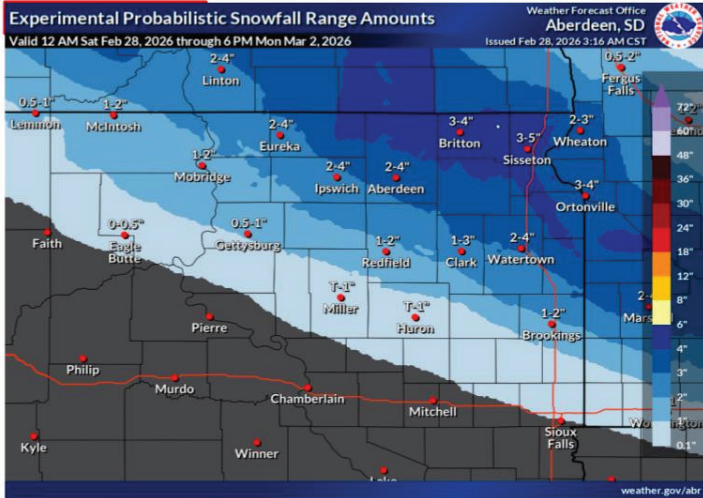 Experimental Probabilistic Snowfall Range Amounts
Valid 12 AM Sat Feb 28, 2026 through 6 PM Mon Mar 2, 2026
Weather Forecast Office
Aberdeen, SD
Issued Feb 28, 2026 3:16 AM CST
2-4"
Linton
0.5-2"
Fergus
Falls
0.5-1"
Lemmon
1-2"
McIntosh
2-4"
Eureka
3-4"
Britton
3-5"
Sisseton
2-3"
Wheaton
1-2"
Mobridge
2-4"
Ipswich
2-4"
Aberdeen
3-4"
Ortonville
Faith
0-0.5"
Eagle
Butte
0.5-1"
Gettysburg
1-2"
Redfield
1-3"
Clark
2-4"
Watertown
T-1"
Miller
T-1"
Huron
1-2"
Brookings
Pierre
Philip
Murdo
Chamberlain
Mitchell
Sioux
Falls
Kyle
Winner
72"
60"
48"
36"
30"
24"
18"
12"
8"
6"
4"
3"
2"
1"
0.1"
weather.gov/abr